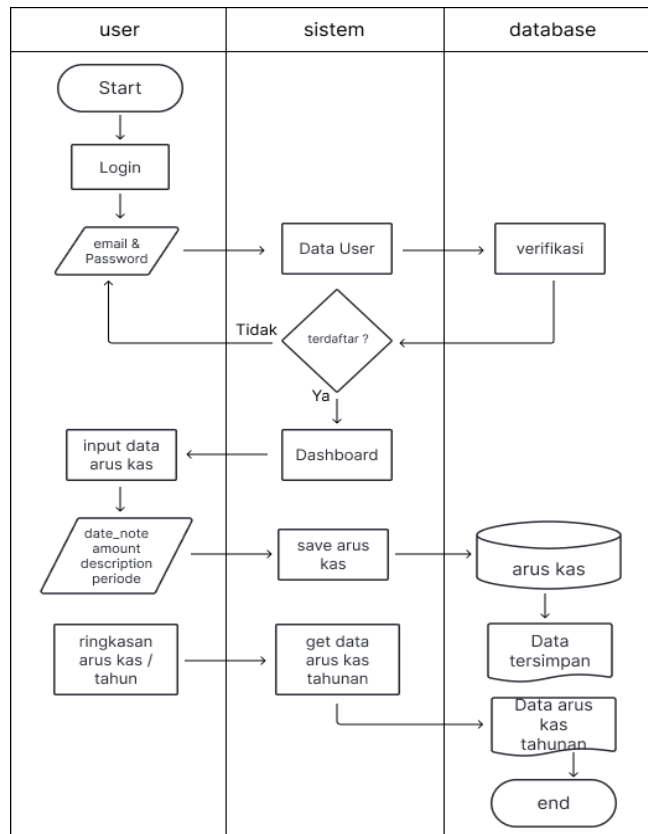 user
sistem
database
Start
Login
email &
Password
Data User
verifikasi
Tidak
terdaftar ?
Ya
input data
arus kas
Dashboard
date_note
amount
description
periode
save arus
kas
arus kas
Data
tersimpan
ringkasan
arus kas /
tahun
get data
arus kas
tahunan
Data arus
kas
tahunan
end